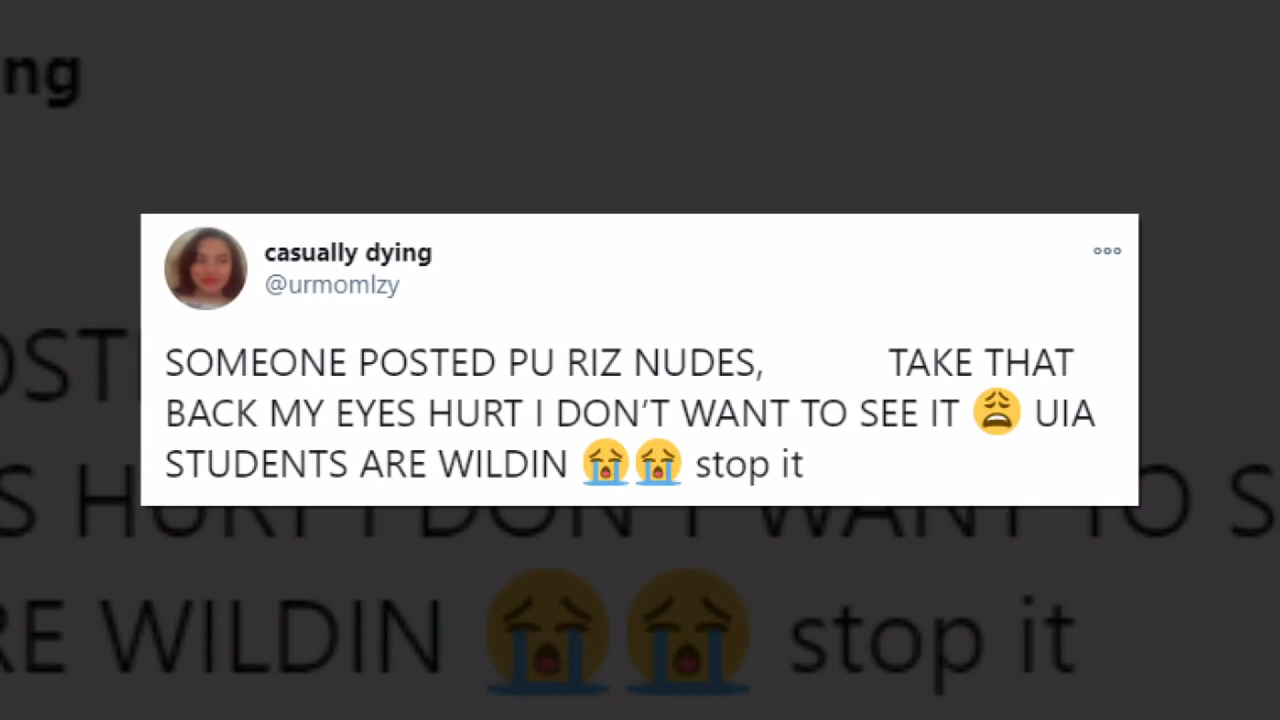 casually dying
@urmomlzy
SOMEONE POSTED PU RIZ NUDES, TAKE THAT
BACK MY EYES HURT I DON’T WANT TO SEE IT 😩 UIA
STUDENTS ARE WILDIN 😭😭 stop it
ng
OST
S HURT I DON'T WANT TO S
RE WILDIN 😭😭 stop it